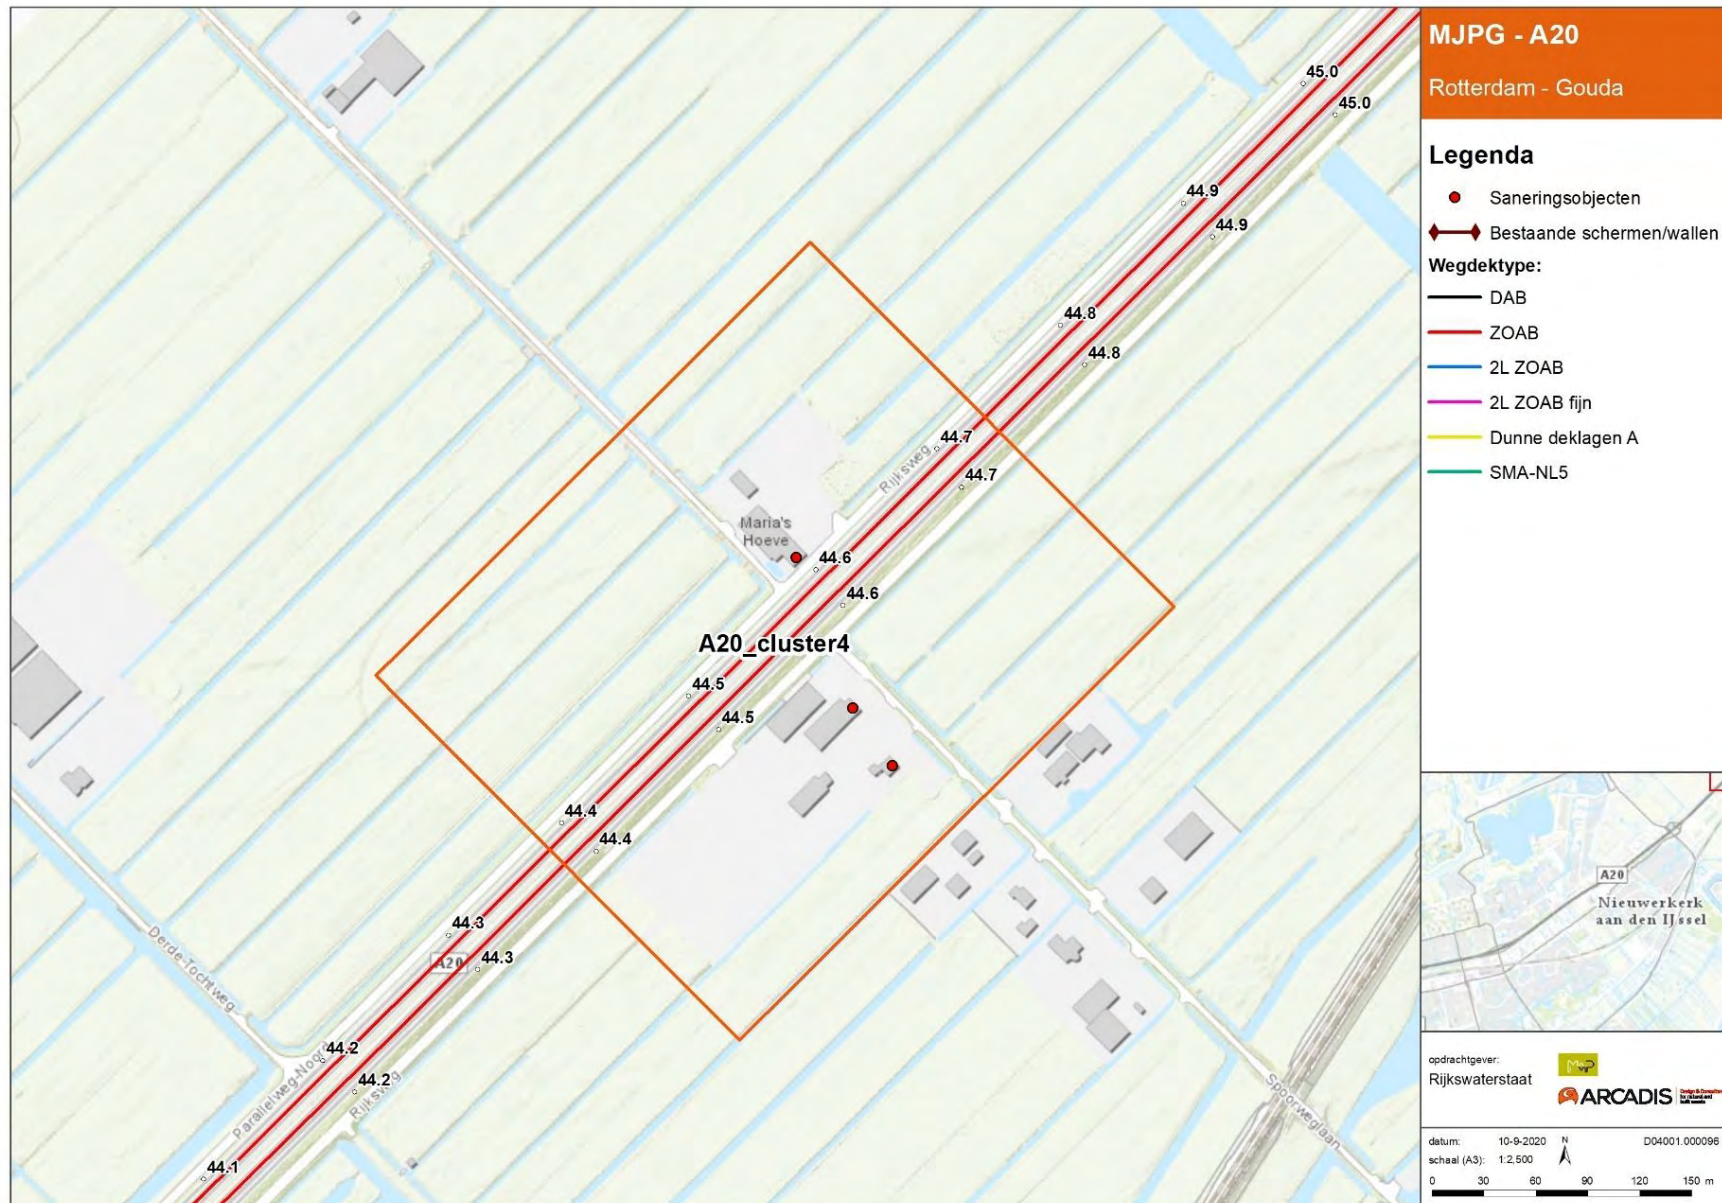 MJPG - A20
Rotterdam - Gouda
Legenda
Saneringsobjecten
Bestaande schermen/wallen
Wegdektype:
DAB
ZOAB
2L ZOAB
2L ZOAB fijn
Dunne deklagen A
SMA-NL5
45.0
45.0
44.9
44.9
44.8
44.8
44.7
44.7
Rijksweg
Maria's
Hoeve
44.6
44.6
A20_cluster4
44.5
44.5
44.4
44.4
44.3
44.3
A20
Derde Tochtweg
44.2
44.2
Parallelweg-Noord
Rijksweg
44.1
Spoorweglaan
A20
Nieuwerkerk
aan den IJssel
opdrachtgever:
Rijkswaterstaat
ARCADIS
datum: 10-9-2020 N D04001.000096
schaal (A3): 1:2,500
0 30 60 90 120 150 m